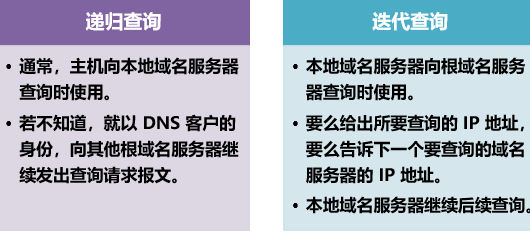 递归查询
• 通常，主机向本地域名服务器
查询时使用。
• 若不知道，就以 DNS 客户的
身份，向其他根域名服务器继
续发出查询请求报文。
迭代查询
• 本地域名服务器向根域名服务
器查询时使用。
• 要么给出所要查询的 IP 地址，
要么告诉下一个要查询的域名
服务器的 IP 地址。
• 本地域名服务器继续后续查询。